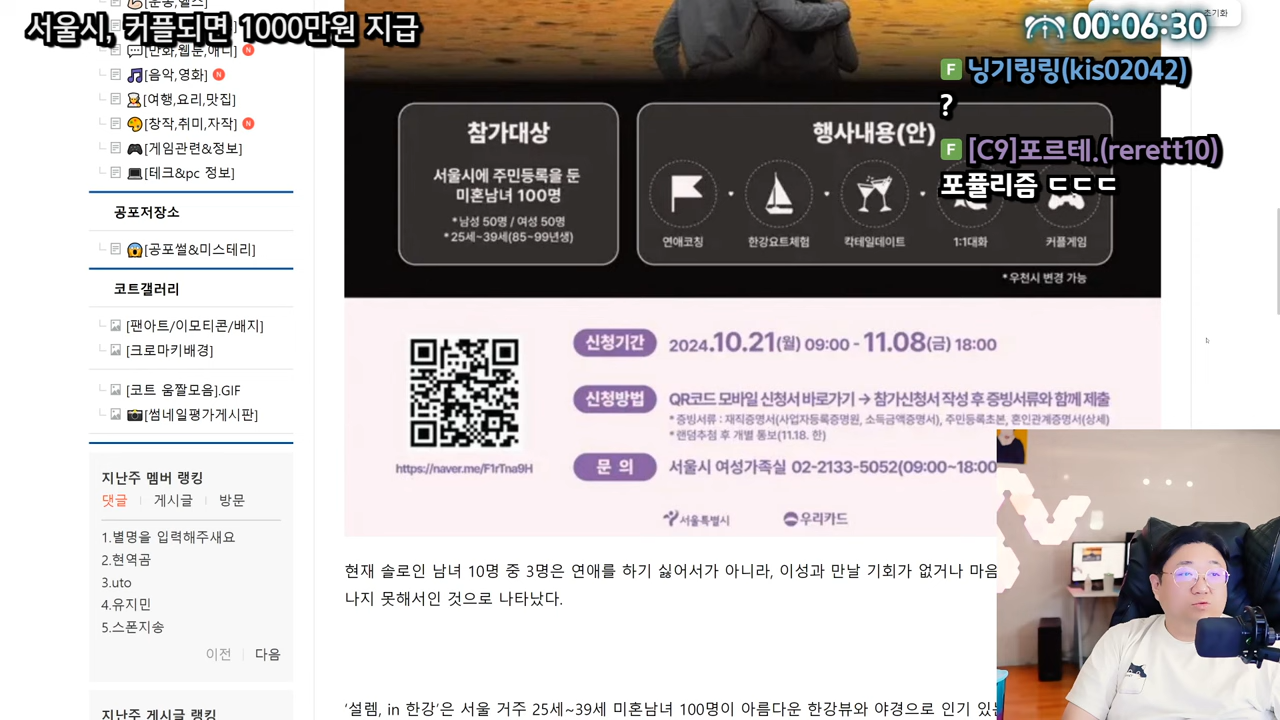 [운동,헬스]
서울시, 커플되면 1000만원 지급
[만화,웹툰,애니] N
[음악,영화] N
[여행,요리,맛집]
[창작,취미,자작] N
[게임관련&정보]
[테크&pc 정보]
공포저장소
[공포썰&미스테리]
코트갤러리
[팬아트/이모티콘/배지]
[크로마키배경]
[코트 움짤모음].GIF
[썸네일평가게시판]
지난주 멤버 랭킹
댓글 게시글 방문
1.별명을 입력해주새요
2.현역곰
3.uto
4.유지민
5.스폰지송
이전 다음
지난주 게시글 랭킹
참가대상
서울시에 주민등록을 둔
미혼남녀 100명
*남성 50명 / 여성 50명
*25세~39세(85~99년생)
행사내용(안)
연애코칭
한강요트체험
칵테일데이트
1:1대화
커플게임
*우천시 변경 가능
https://naver.me/F1rTna9H
신청기간 2024.10.21(월) 09:00 - 11.08(금) 18:00
신청방법 QR코드 모바일 신청서 바로가기 → 참가신청서 작성 후 증빙서류와 함께 제출
*증빙서류 : 재직증명서(사업자등록증명원, 소득금액증명서), 주민등록초본, 혼인관계증명서(상세)
*랜덤추첨 후 개별 통보(11.18. 한)
문 의 서울시 여성가족실 02-2133-5052(09:00~18:00
서울특별시 우리카드
현재 솔로인 남녀 10명 중 3명은 연애를 하기 싫어서가 아니라, 이성과 만날 기회가 없거나 마음
나지 못해서인 것으로 나타났다.
'설렘, in 한강'은 서울 거주 25세~39세 미혼남녀 100명이 아름다운 한강뷰와 야경으로 인기 있는
초기화
00:06:30
F 닝기링링(kis02042)
?
F [C9]포르테.(rerett10)
포퓰리즘 ㄷㄷㄷ